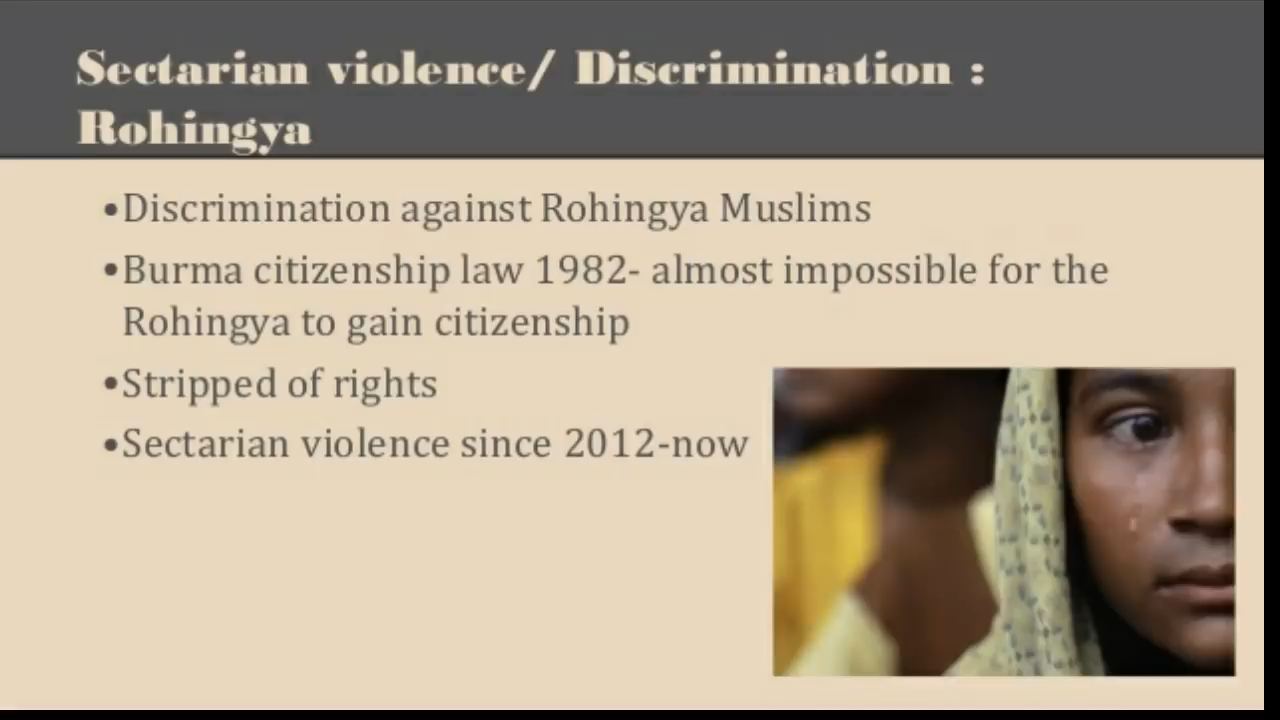 Sectarian violence/ Discrimination :
Rohingya
•Discrimination against Rohingya Muslims
•Burma citizenship law 1982- almost impossible for the
Rohingya to gain citizenship
•Stripped of rights
•Sectarian violence since 2012-now